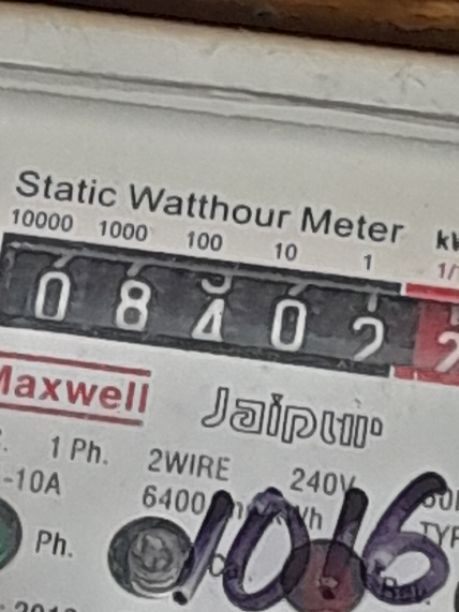 Static Watthour Meter
10000 1000 100 10 1
08402
Maxwell
Jaipur
1 Ph. 2WIRE 240V
-10A 6400
Ph.
1016